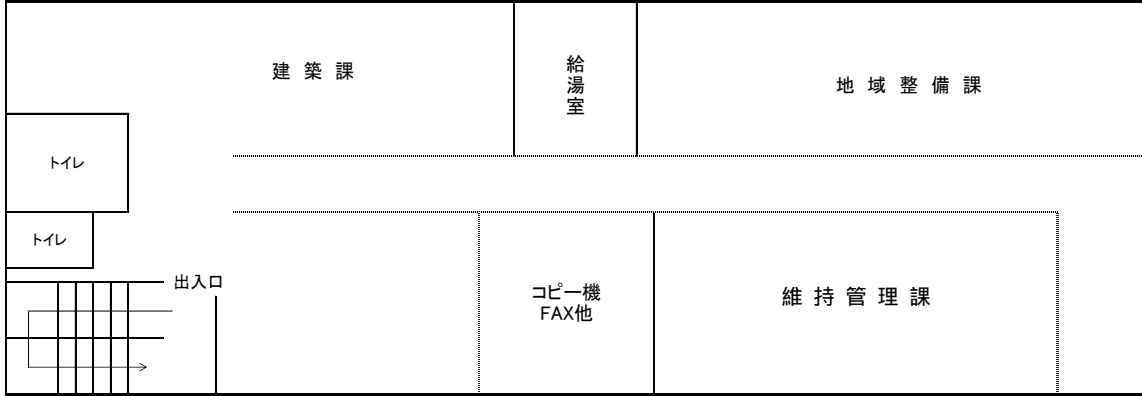 建築課
給湯室
地域整備課
トイレ
トイレ
出入口
コピー機
FAX他
維持管理課